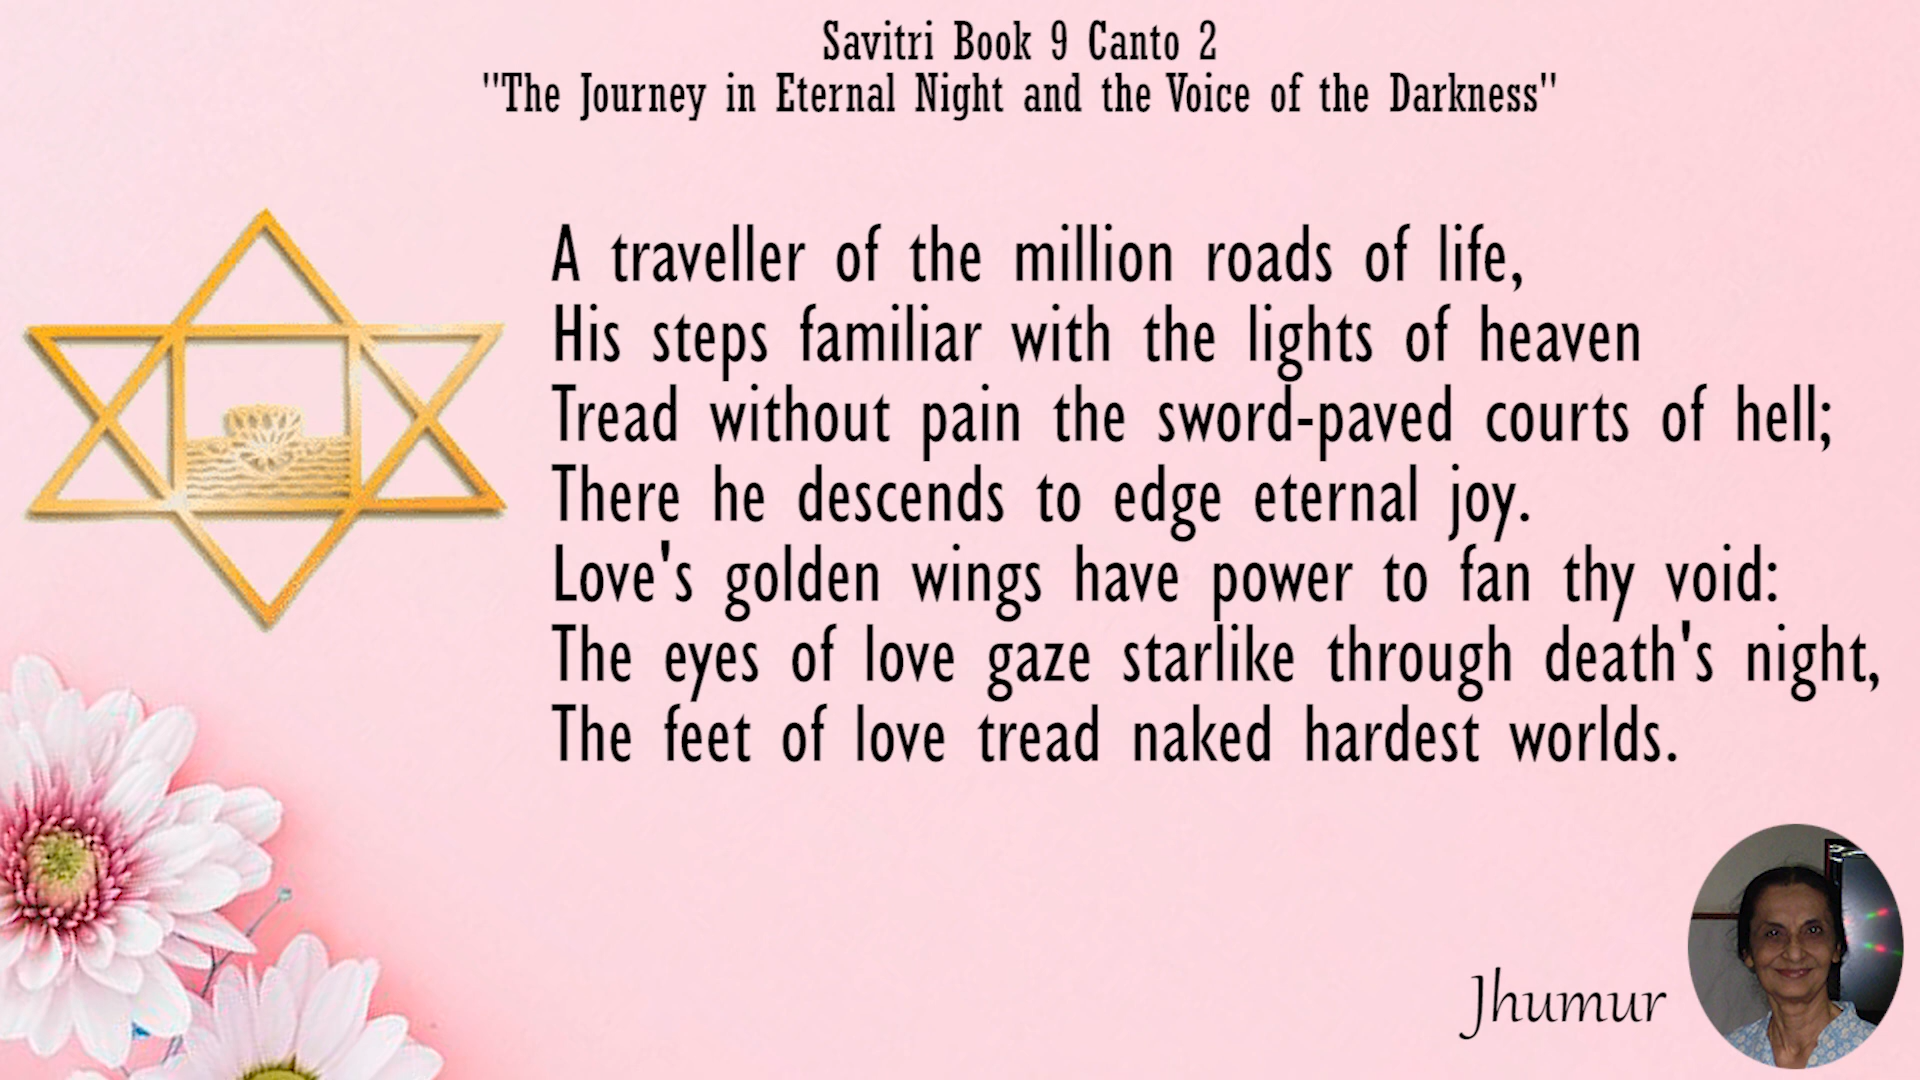 Savitri Book 9 Canto 2
"The Journey in Eternal Night and the Voice of the Darkness"
A traveller of the million roads of life,
His steps familiar with the lights of heaven
Tread without pain the sword-paved courts of hell;
There he descends to edge eternal joy.
Love's golden wings have power to fan thy void:
The eyes of love gaze starlike through death's night,
The feet of love tread naked hardest worlds.
Jhumur